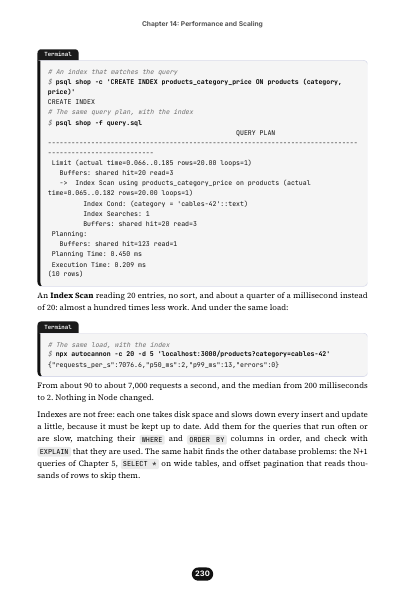 Chapter 14: Performance and Scaling
Terminal
# An index that matches the query
$ psql shop -c 'CREATE INDEX products_category_price ON products (category,
price)'
CREATE INDEX
# The same query plan, with the index
$ psql shop -f query.sql
QUERY PLAN
--------------------------------------------------------------------------------
---------------------------
Limit (actual time=0.066..0.185 rows=20.00 loops=1)
Buffers: shared hit=20 read=3
-> Index Scan using products_category_price on products (actual
time=0.065..0.182 rows=20.00 loops=1)
Index Cond: (category = 'cables-42'::text)
Index Searches: 1
Buffers: shared hit=20 read=3
Planning:
Buffers: shared hit=123 read=1
Planning Time: 0.450 ms
Execution Time: 0.209 ms
(10 rows)
An Index Scan reading 20 entries, no sort, and about a quarter of a millisecond instead
of 20: almost a hundred times less work. And under the same load:
Terminal
# The same load, with the index
$ npx autocannon -c 20 -d 5 'localhost:3000/products?category=cables-42'
{"requests_per_s":7076.6,"p50_ms":2,"p99_ms":13,"errors":0}
From about 90 to about 7,000 requests a second, and the median from 200 milliseconds
to 2. Nothing in Node changed.
Indexes are not free: each one takes disk space and slows down every insert and update
a little, because it must be kept up to date. Add them for the queries that run often or
are slow, matching their WHERE and ORDER BY columns in order, and check with
EXPLAIN that they are used. The same habit finds the other database problems: the N+1
queries of Chapter 5, SELECT * on wide tables, and offset pagination that reads thou-
sands of rows to skip them.
230